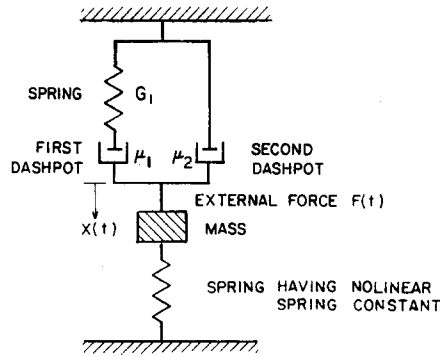 SPRING G1
FIRST DASHPOT μ1
μ2 SECOND DASHPOT
EXTERNAL FORCE F(t)
X(t)
MASS
SPRING HAVING NOLINEAR
SPRING CONSTANT